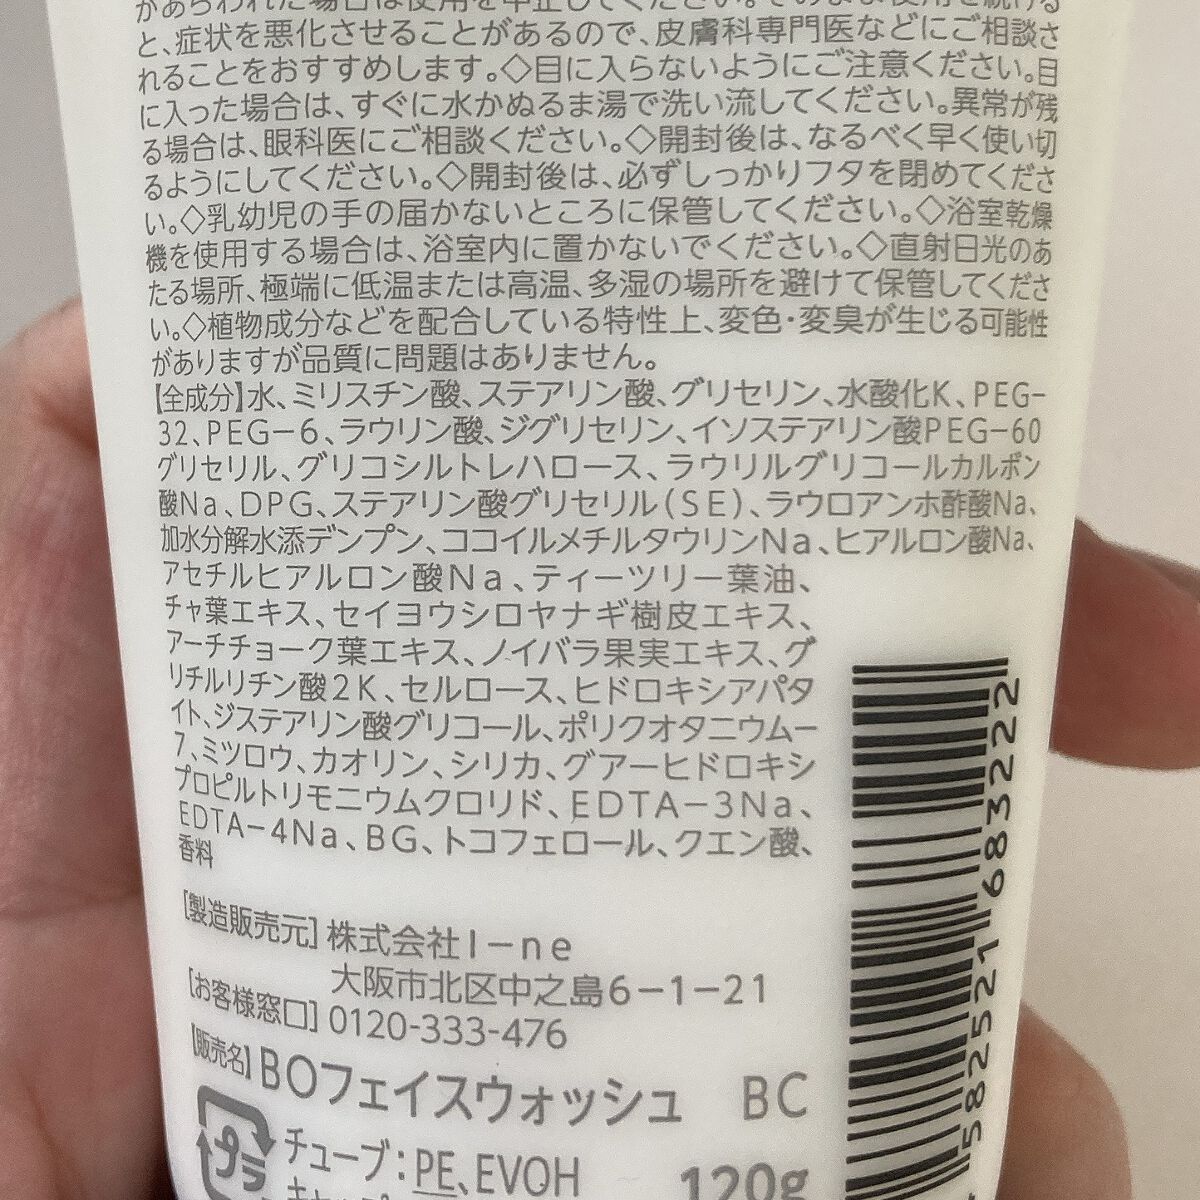 があらわれた場合は使用を中止してください。そのまま使用を続ける
と、症状を悪化させることがあるので、皮膚科専門医などにご相談さ
れることをおすすめします。◇目に入らないようにご注意ください。目
に入った場合は、すぐに水かぬるま湯で洗い流してください。異常が残
る場合は、眼科医にご相談ください。◇開封後は、なるべく早く使い切
るようにしてください。◇開封後は、必ずしっかりフタを閉めてくださ
い。◇乳幼児の手の届かないところに保管してください。◇浴室乾燥
機を使用する場合は、浴室内に置かないでください。◇直射日光のあ
たる場所、極端に低温または高温、多湿の場所を避けて保管してくださ
い。◇植物成分などを配合している特性上、変色・変臭が生じる可能性
がありますが品質に問題はありません。
【全成分】水、ミリスチン酸、ステアリン酸、グリセリン、水酸化K、PEG-
32、PEG-6、ラウリン酸、ジグリセリン、イソステアリン酸PEG-60
グリセリル、グリコシルトレハロース、ラウリルグリコールカルボン
酸Na、DPG、ステアリン酸グリセリル(SE)、ラウロアンホ酢酸Na、
加水分解水添デンプン、ココイルメチルタウリンNa、ヒアルロン酸Na、
アセチルヒアルロン酸Na、ティーツリー葉油、
チャ葉エキス、セイヨウシロヤナギ樹皮エキス、
アーチチョーク葉エキス、ノイバラ果実エキス、グ
リチルリチン酸2K、セルロース、ヒドロキシアパタ
イト、ジステアリン酸グリコール、ポリクオタニウム-
7、ミツロウ、カオリン、シリカ、グアーヒドロキシ
プロピルトリモニウムクロリド、EDTA-3Na、
EDTA-4Na、BG、トコフェロール、クエン酸、
香料
[製造販売元] 株式会社I-ne
大阪市北区中之島6-1-21
[お客様窓口] 0120-333-476
【販売名】BOフェイスウォッシュ BC
プラ チューブ:PE、EVOH 120g
582521 683222